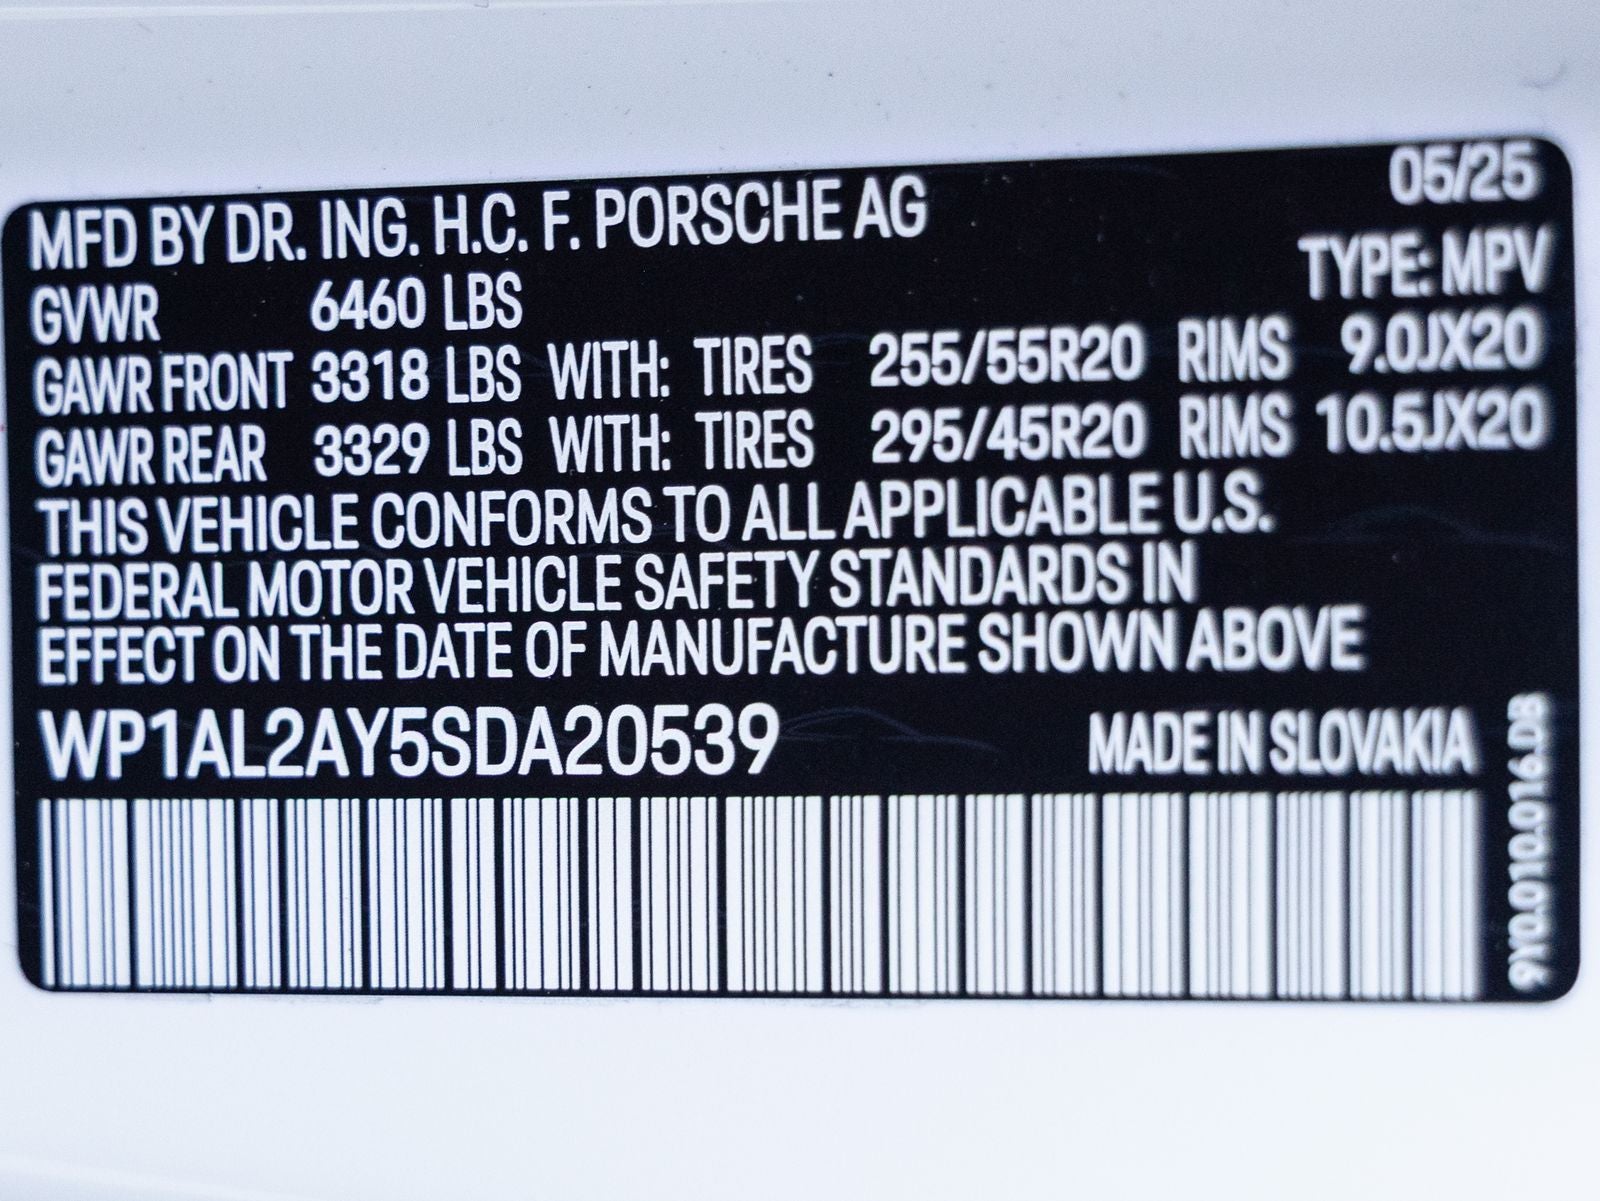 05/25
MFD BY DR. ING. H.C. F. PORSCHE AG
TYPE: MPV
GVWR 6460 LBS
GAWR FRONT 3318 LBS WITH: TIRES 255/55R20 RIMS 9.0JX20
GAWR REAR 3329 LBS WITH: TIRES 295/45R20 RIMS 10.5JX20
THIS VEHICLE CONFORMS TO ALL APPLICABLE U.S.
FEDERAL MOTOR VEHICLE SAFETY STANDARDS IN
EFFECT ON THE DATE OF MANUFACTURE SHOWN ABOVE
WP1AL2AY5SDA20539 MADE IN SLOVAKIA
9Y0.010.016.DB